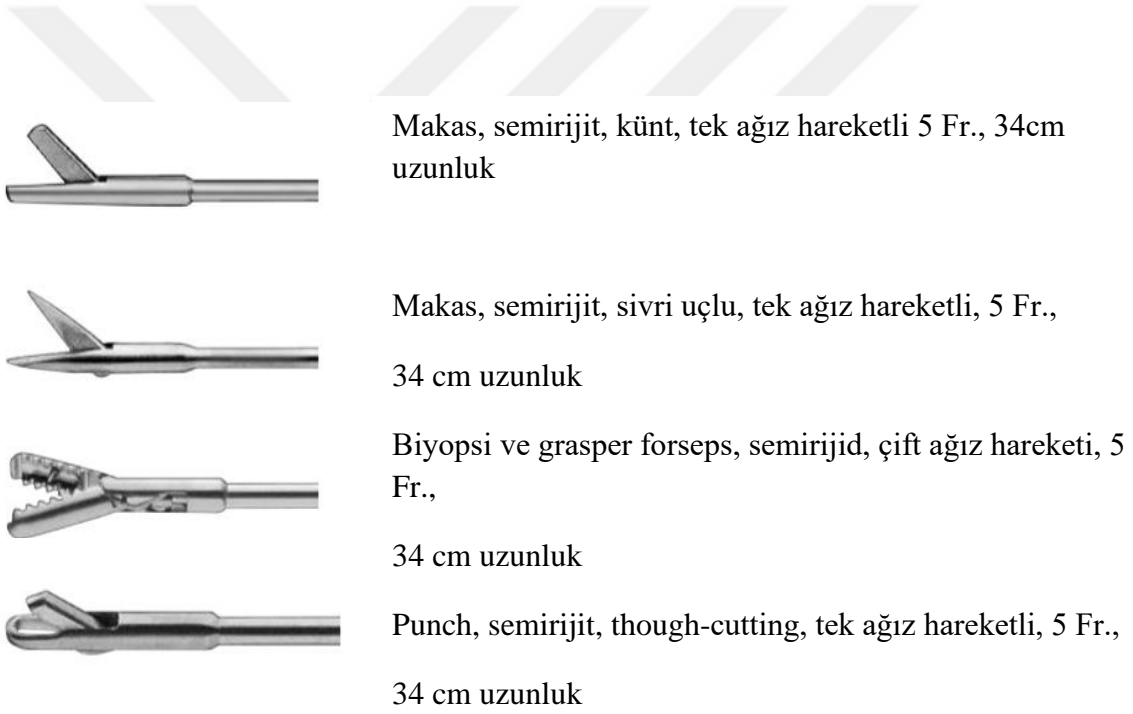 Makas, semirijit, künt, tek ağız hareketli 5 Fr., 34cm
uzunluk
Makas, semirijit, sivri uçlu, tek ağız hareketli, 5 Fr.,
34 cm uzunluk
Biyopsi ve grasper forseps, semirijid, çift ağız hareketi, 5
Fr.,
34 cm uzunluk
Punch, semirijit, though-cutting, tek ağız hareketli, 5 Fr.,
34 cm uzunluk